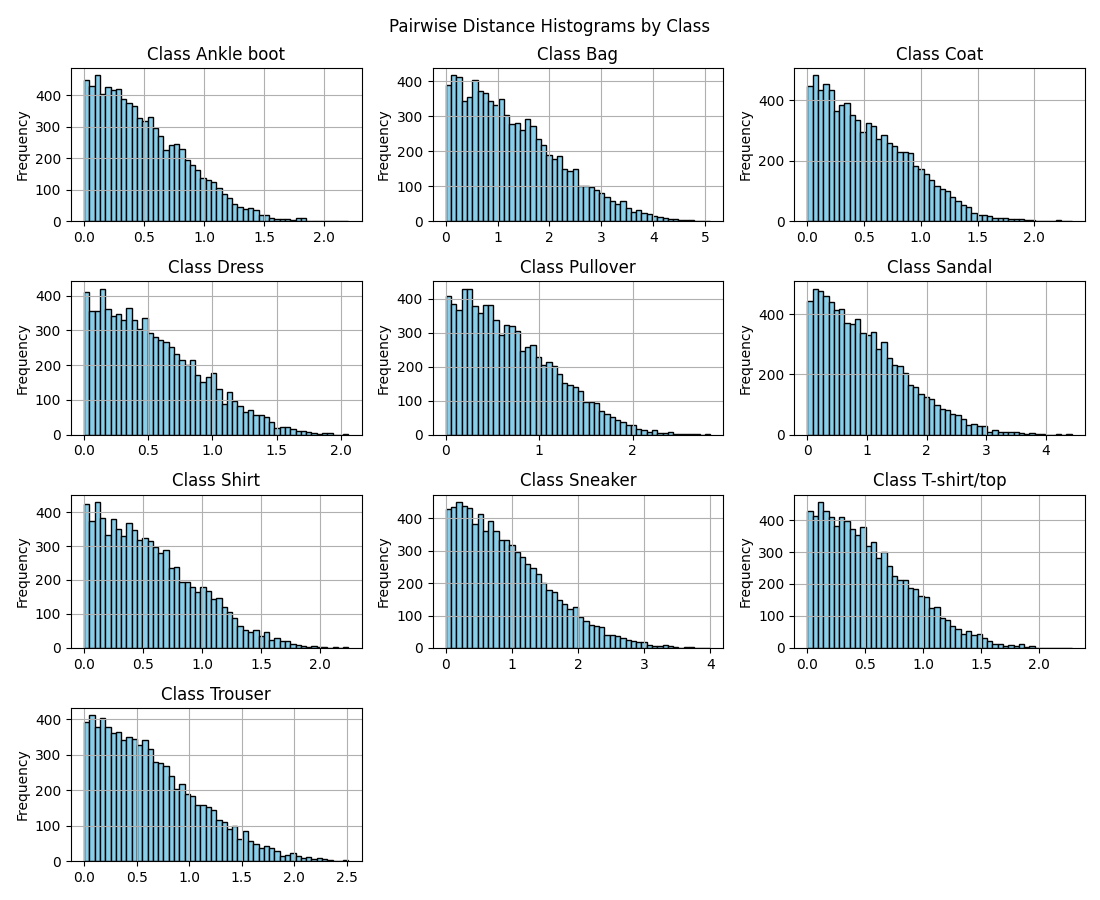 Pairwise Distance Histograms by Class
Class Ankle boot
Frequency
400
300
200
100
0
0.0 0.5 1.0 1.5 2.0
Class Bag
Frequency
400
300
200
100
0
0 1 2 3 4 5
Class Coat
Frequency
400
200
0
0.0 0.5 1.0 1.5 2.0
Class Dress
Frequency
400
300
200
100
0
0.0 0.5 1.0 1.5 2.0
Class Pullover
Frequency
400
300
200
100
0
0 1 2
Class Sandal
Frequency
400
200
0
0 1 2 3 4
Class Shirt
Frequency
400
300
200
100
0
0.0 0.5 1.0 1.5 2.0
Class Sneaker
Frequency
400
300
200
100
0
0 1 2 3 4
Class T-shirt/top
Frequency
400
300
200
100
0
0.0 0.5 1.0 1.5 2.0
Class Trouser
Frequency
400
300
200
100
0
0.0 0.5 1.0 1.5 2.0 2.5